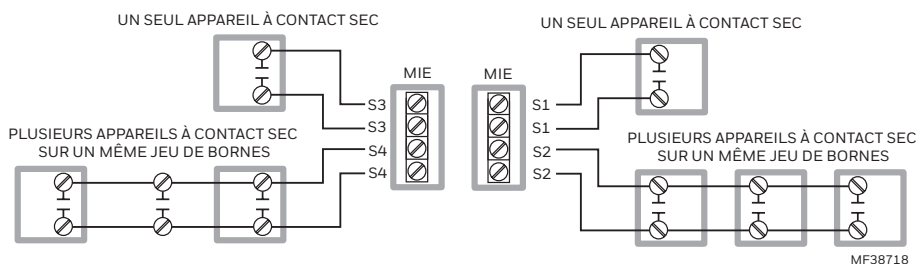 UN SEUL APPAREIL À CONTACT SEC
MIE
S3
S3
S4
S4
PLUSIEURS APPAREILS À CONTACT SEC
SUR UN MÊME JEU DE BORNES
UN SEUL APPAREIL À CONTACT SEC
MIE
S1
S1
S2
S2
PLUSIEURS APPAREILS À CONTACT SEC
SUR UN MÊME JEU DE BORNES
MF38718